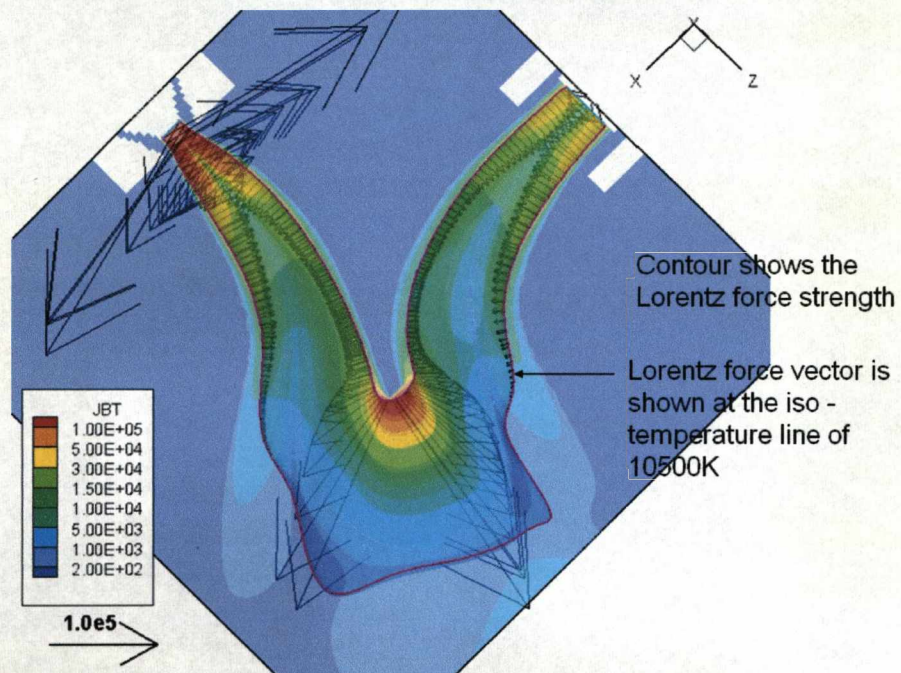 Y
X
Z
Contour shows the
Lorentz force strength
Lorentz force vector is
shown at the iso -
temperature line of
10500K
JBT
1.00E+05
5.00E+04
3.00E+04
1.50E+04
1.00E+04
5.00E+03
1.00E+03
2.00E+02
1.0e5